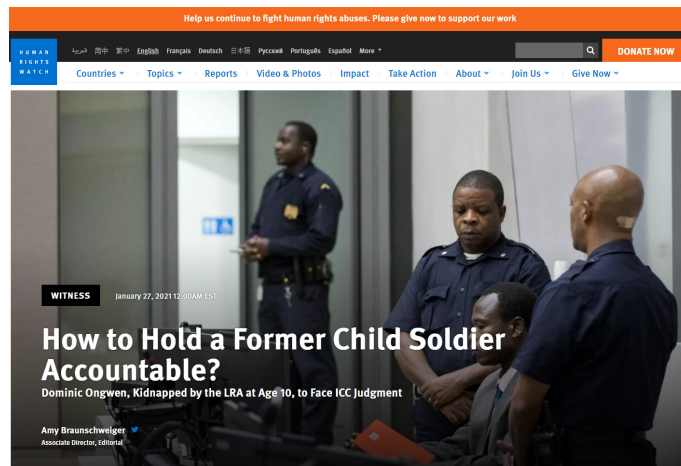 Help us continue to fight human rights abuses. Please give now to support our work
HUMAN
RIGHTS
WATCH
العربية 简中 繁中 English Français Deutsch 日本語 Русский Português Español More
DONATE NOW
Countries Topics Reports Video & Photos Impact Take Action About Join Us Give Now
WITNESS January 27, 2021 12:00AM EST
How to Hold a Former Child Soldier
Accountable?
Dominic Ongwen, Kidnapped by the LRA at Age 10, to Face ICC Judgment
Amy Braunschweiger
Associate Director, Editorial